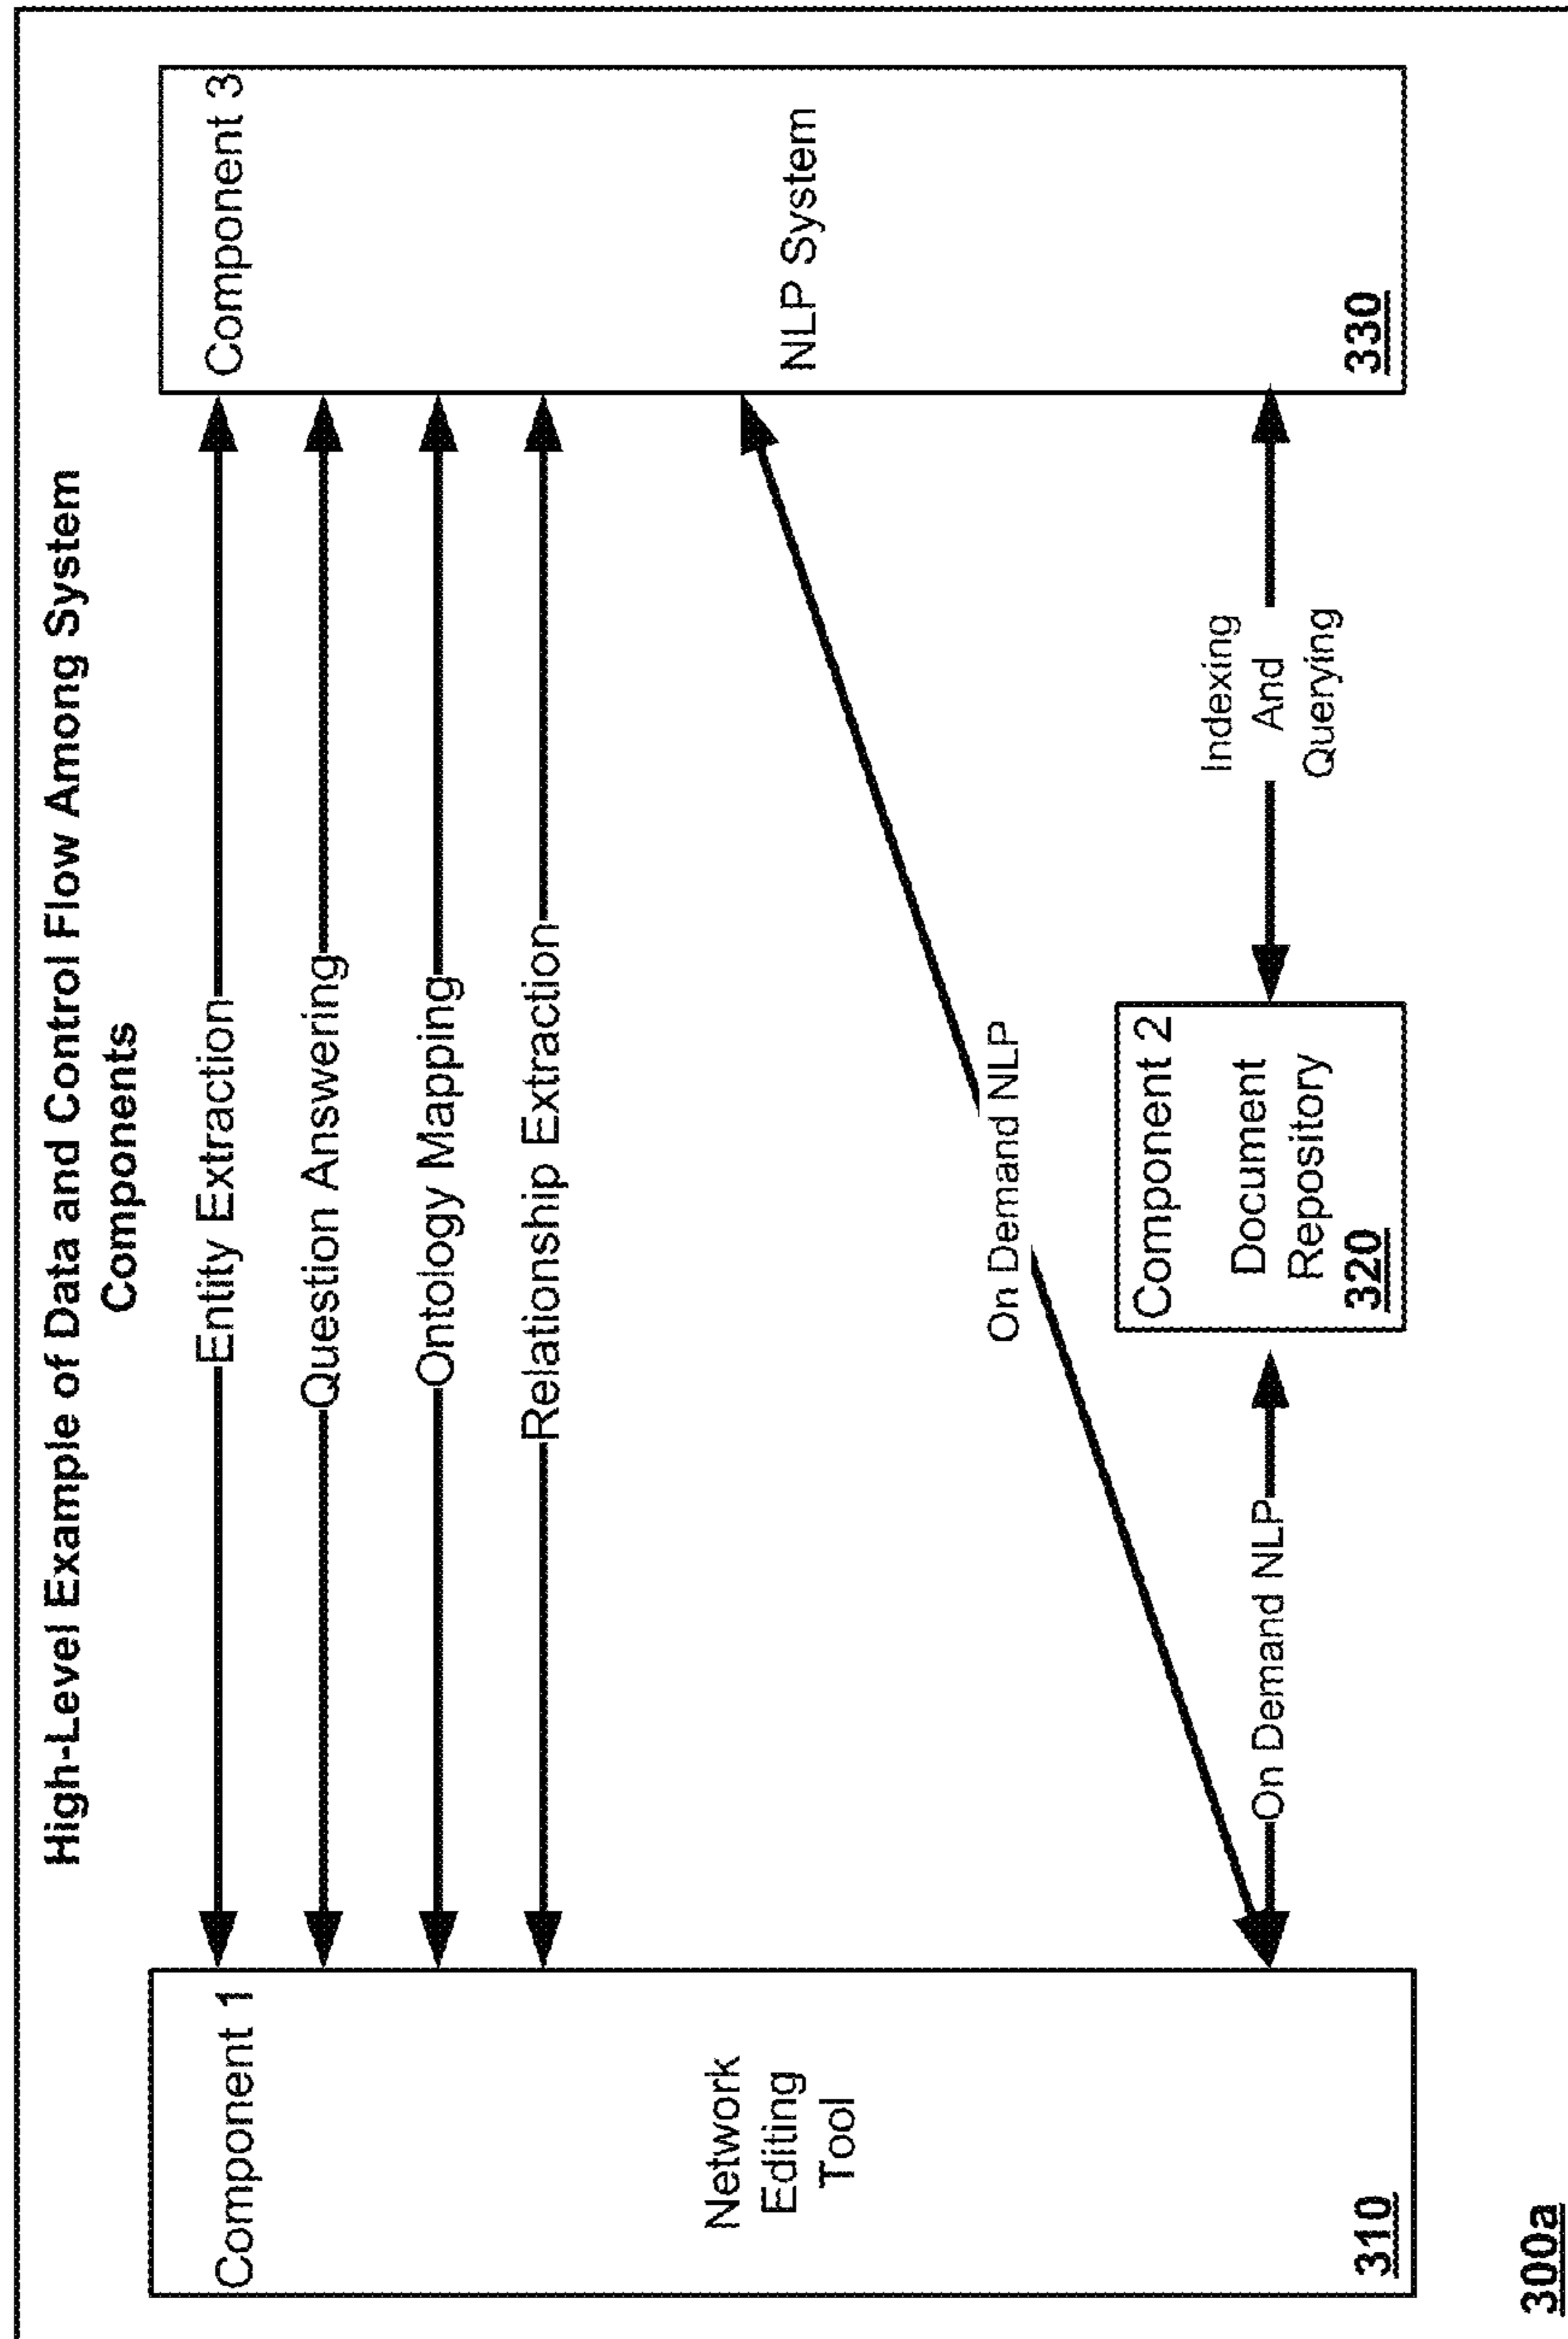 High-Level Example of Data and Control Flow Among System
Components
Component 1
Network
Editing
Tool
310
Entity Extraction
Question Answering
Ontology Mapping
Relationship Extraction
On Demand NLP
On Demand NLP
Component 2
Document
Repository
320
Indexing
And
Querying
Component 3
NLP System
330
300a